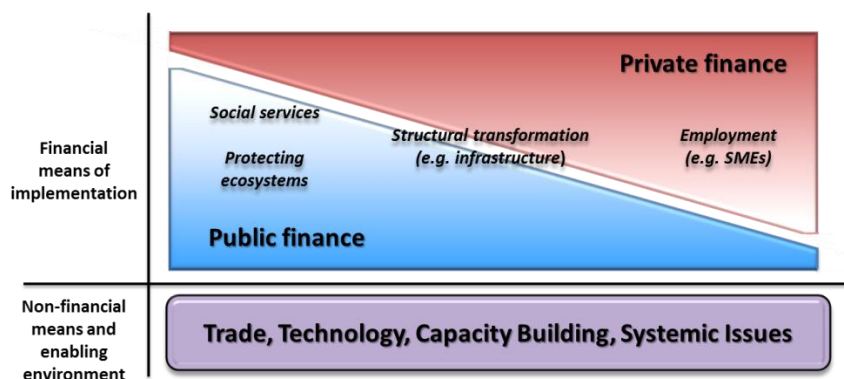 Private finance
Social services
Structural transformation
(e.g. infrastructure)
Employment
(e.g. SMEs)
Protecting
ecosystems
Financial
means of
implementation
Public finance
Non-financial
means and
enabling
environment
Trade, Technology, Capacity Building, Systemic Issues